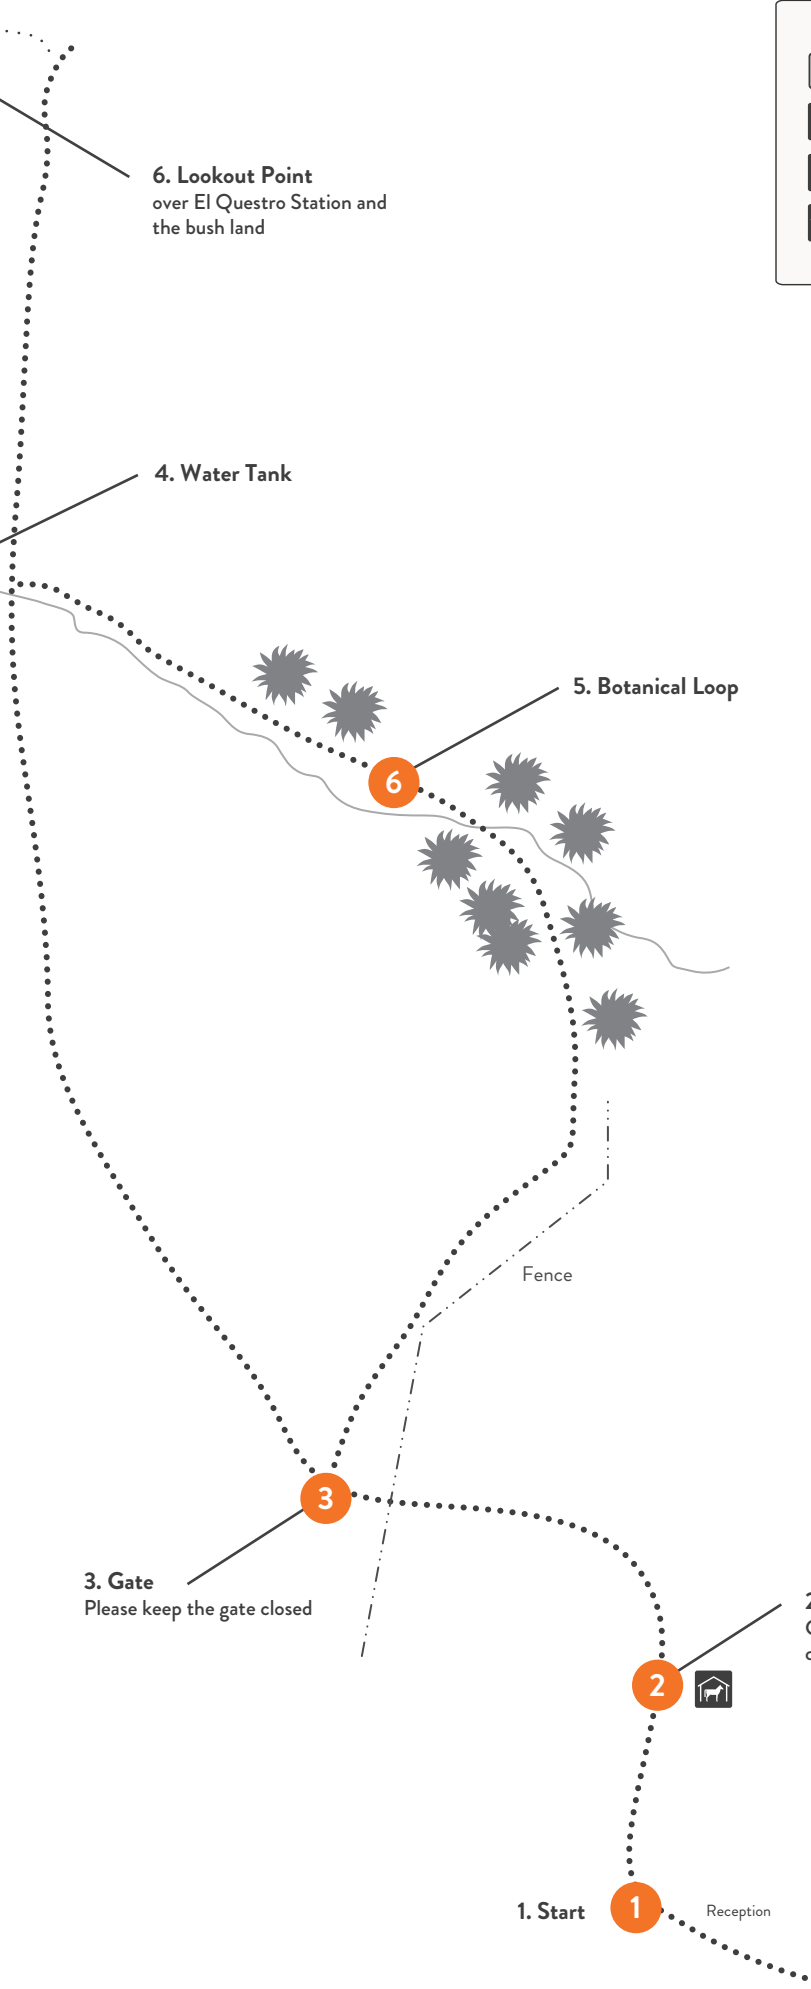 6. Lookout Point
over El Questro Station and
the bush land
4. Water Tank
5. Botanical Loop
6
Fence
3
3. Gate
Please keep the gate closed
2
1. Start
1
Reception